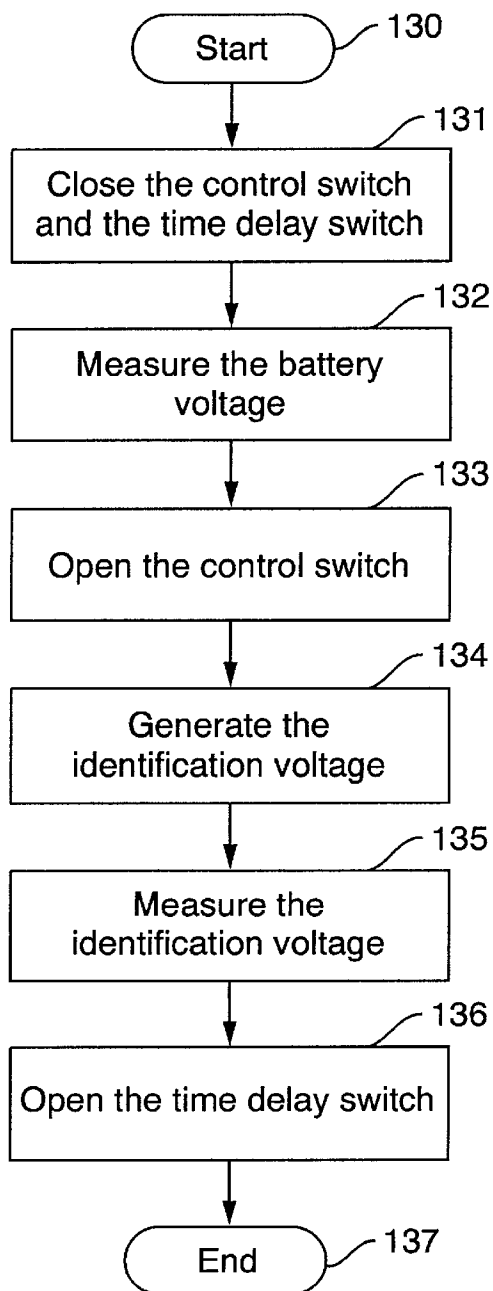 130
Start
131
Close the control switch
and the time delay switch
132
Measure the battery
voltage
133
Open the control switch
134
Generate the
identification voltage
135
Measure the
identification voltage
136
Open the time delay switch
End
137